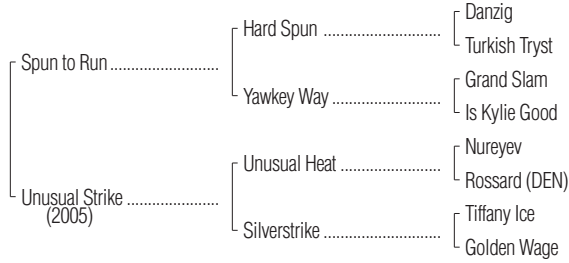 Danzig
Hard Spun ..............................
Turkish Tryst
Spun to Run ............................
Grand Slam
Yawkey Way ............................
Is Kylie Good
Nureyev
Unusual Heat ..........................
Rossard (DEN)
Unusual Strike ........................
(2005)
Tiffany Ice
Silverstrike ..............................
Golden Wage